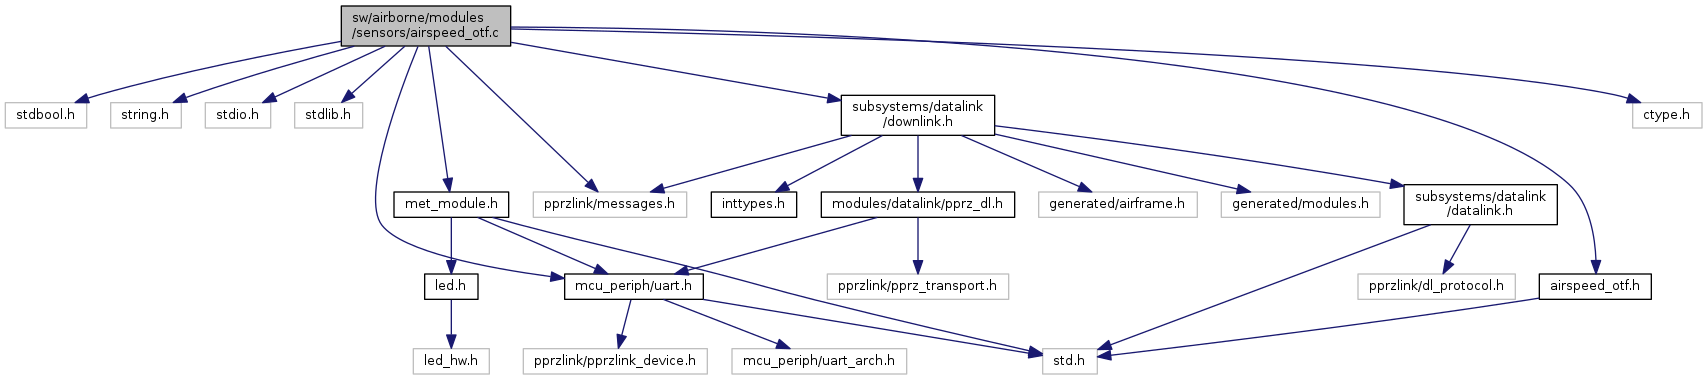 sw/airborne/modules
/sensors/airspeed_otf.c
stdbool.h
string.h
stdio.h
stdlib.h
subsystems/datalink
/downlink.h
ctype.h
met_module.h
pprzlink/messages.h
inttypes.h
modules/datalink/pprz_dl.h
generated/airframe.h
generated/modules.h
subsystems/datalink
/datalink.h
led.h
mcu_periph/uart.h
pprzlink/pprz_transport.h
pprzlink/dl_protocol.h
airspeed_otf.h
led_hw.h
pprzlink/pprzlink_device.h
mcu_periph/uart_arch.h
std.h